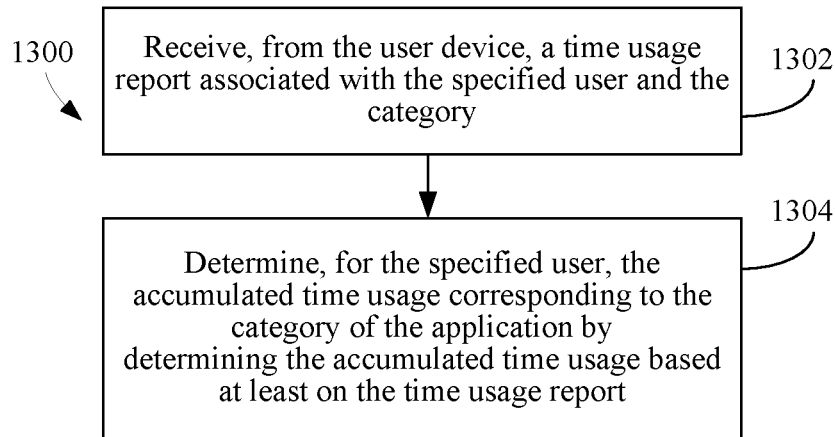 1300
Receive, from the user device, a time usage
report associated with the specified user and the
category
1302
1304
Determine, for the specified user, the
accumulated time usage corresponding to the
category of the application by
determining the accumulated time usage based
at least on the time usage report